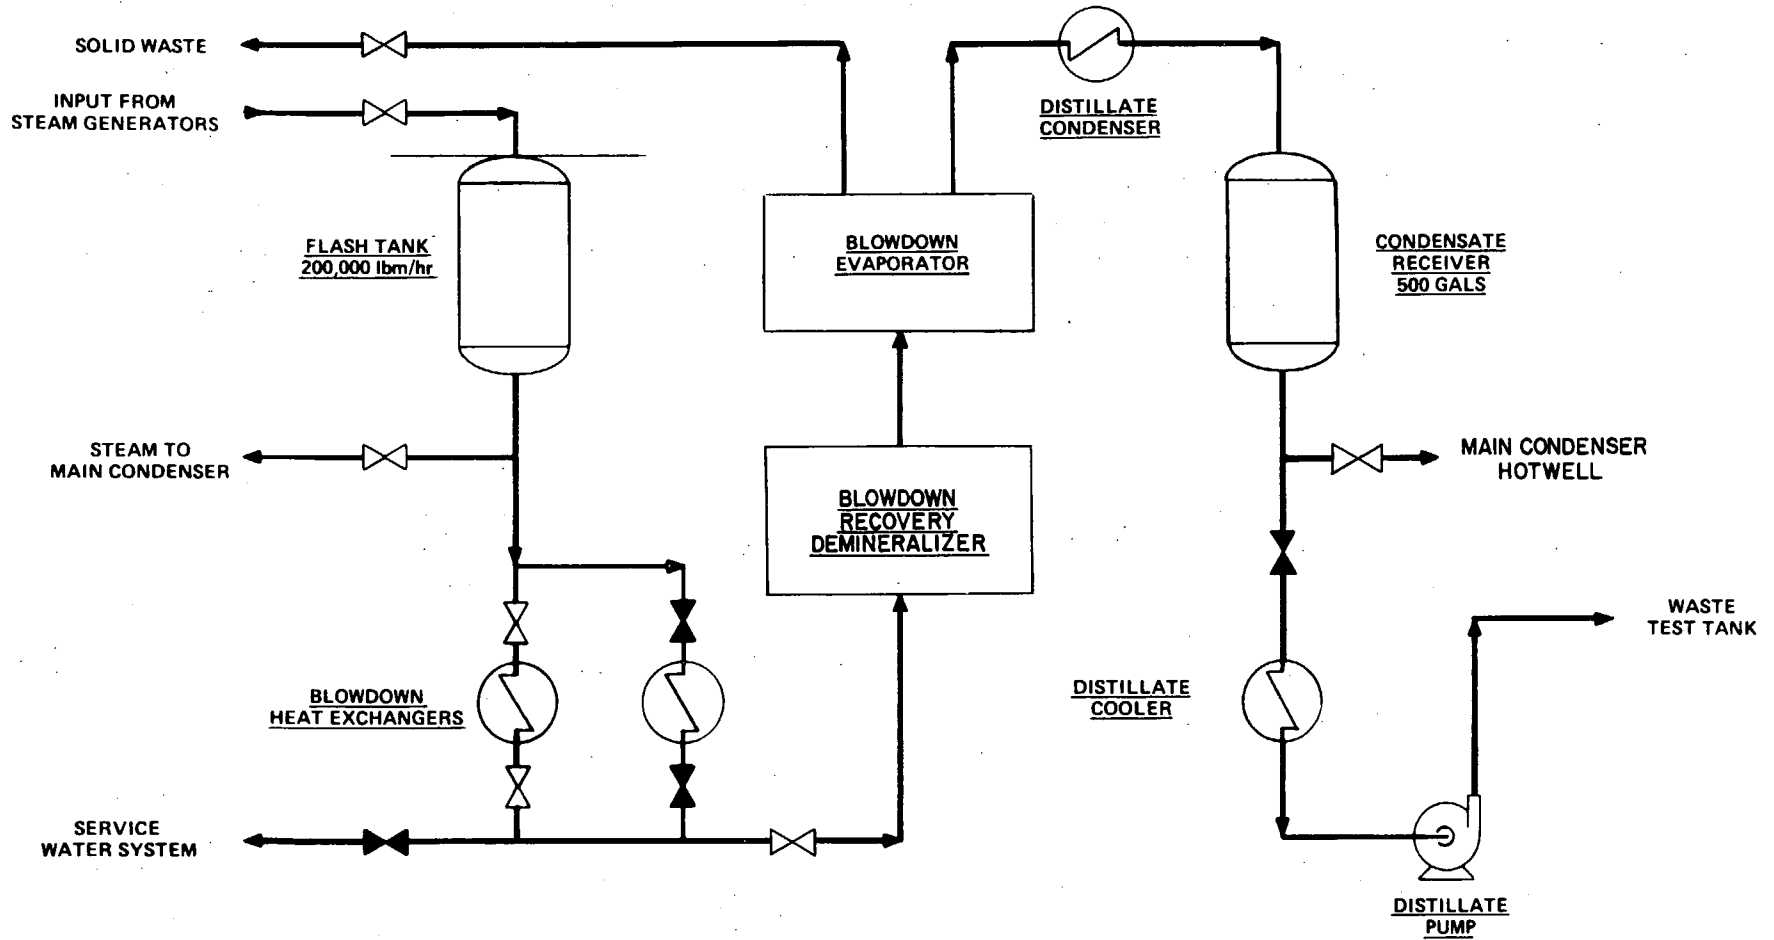 SOLID WASTE
INPUT FROM
STEAM GENERATORS
DISTILLATE
CONDENSER
FLASH TANK
200,000 lbm/hr
BLOWDOWN
EVAPORATOR
CONDENSATE
RECEIVER
500 GALS
STEAM TO
MAIN CONDENSER
MAIN CONDENSER
HOTWELL
BLOWDOWN
RECOVERY
DEMINERALIZER
WASTE
TEST TANK
BLOWDOWN
HEAT EXCHANGERS
DISTILLATE
COOLER
SERVICE
WATER SYSTEM
DISTILLATE
PUMP